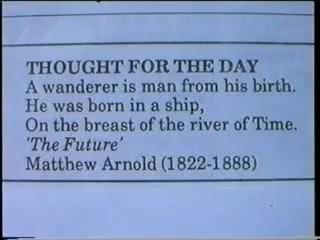 THOUGHT FOR THE DAY
A wanderer is man from his birth.
He was born in a ship,
On the breast of the river of Time.
'The Future'
Matthew Arnold (1822-1888)